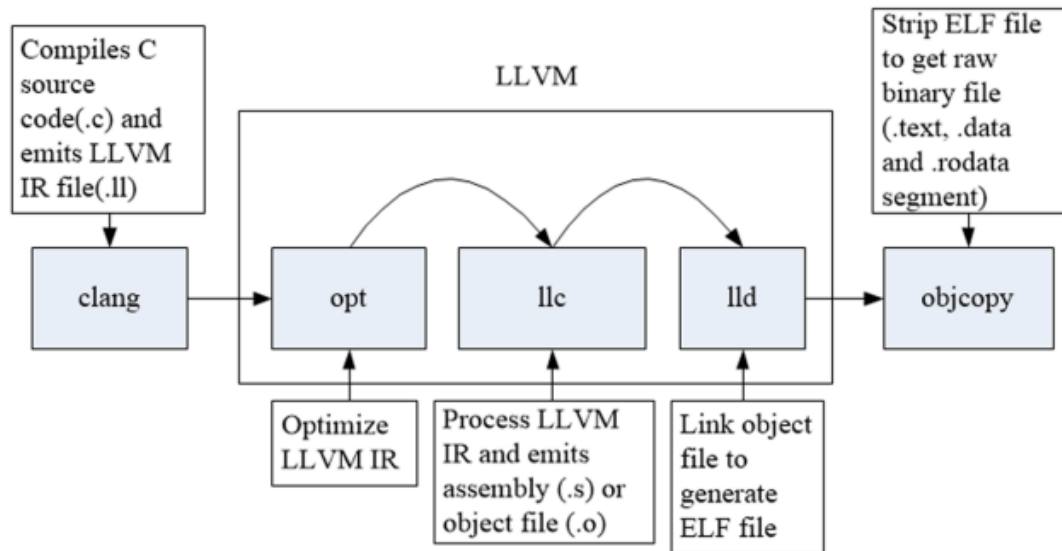 Compiles C
source
code(.c) and
emits LLVM
IR file(.ll)
LLVM
Strip ELF file
to get raw
binary file
(.text, .data
and .rodata
segment)
clang
opt
llc
lld
objcopy
Optimize
LLVM IR
Process LLVM
IR and emits
assembly (.s) or
object file (.o)
Link object
file to
generate
ELF file